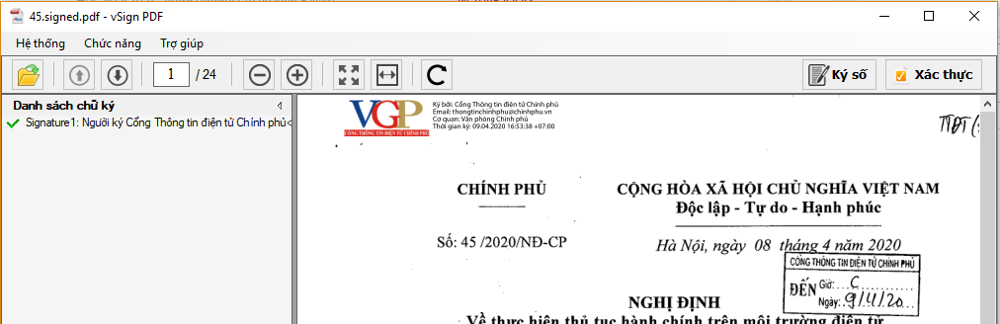 45.signed.pdf - vSign PDF
Hệ thống Chức năng Trợ giúp
1 / 24 Ký số Xác thực
Danh sách chữ ký
Signature1: Người ký Cổng Thông tin điện tử Chính phủ<
VGP
CỔNG THÔNG TIN ĐIỆN TỬ CHÍNH PHỦ
Ký bởi: Cổng Thông tin điện tử Chính phủ
Email: thongtinchinhphu@chinhphu.vn
Cơ quan: Văn phòng Chính phủ
Thời gian ký: 09.04.2020 16:53:38 +07:00
TTĐT (
CHÍNH PHỦ
CỘNG HÒA XÃ HỘI CHỦ NGHĨA VIỆT NAM
Độc lập - Tự do - Hạnh phúc
Số: 45 /2020/NĐ-CP
Hà Nội, ngày 08 tháng 4 năm 2020
CỔNG THÔNG TIN ĐIỆN TỬ CHÍNH PHỦ
ĐẾN Giờ: ...C...........
Ngày: 9/4/20...
NGHỊ ĐỊNH
Về thực hiện thủ tục hành chính trên môi trường điện tử